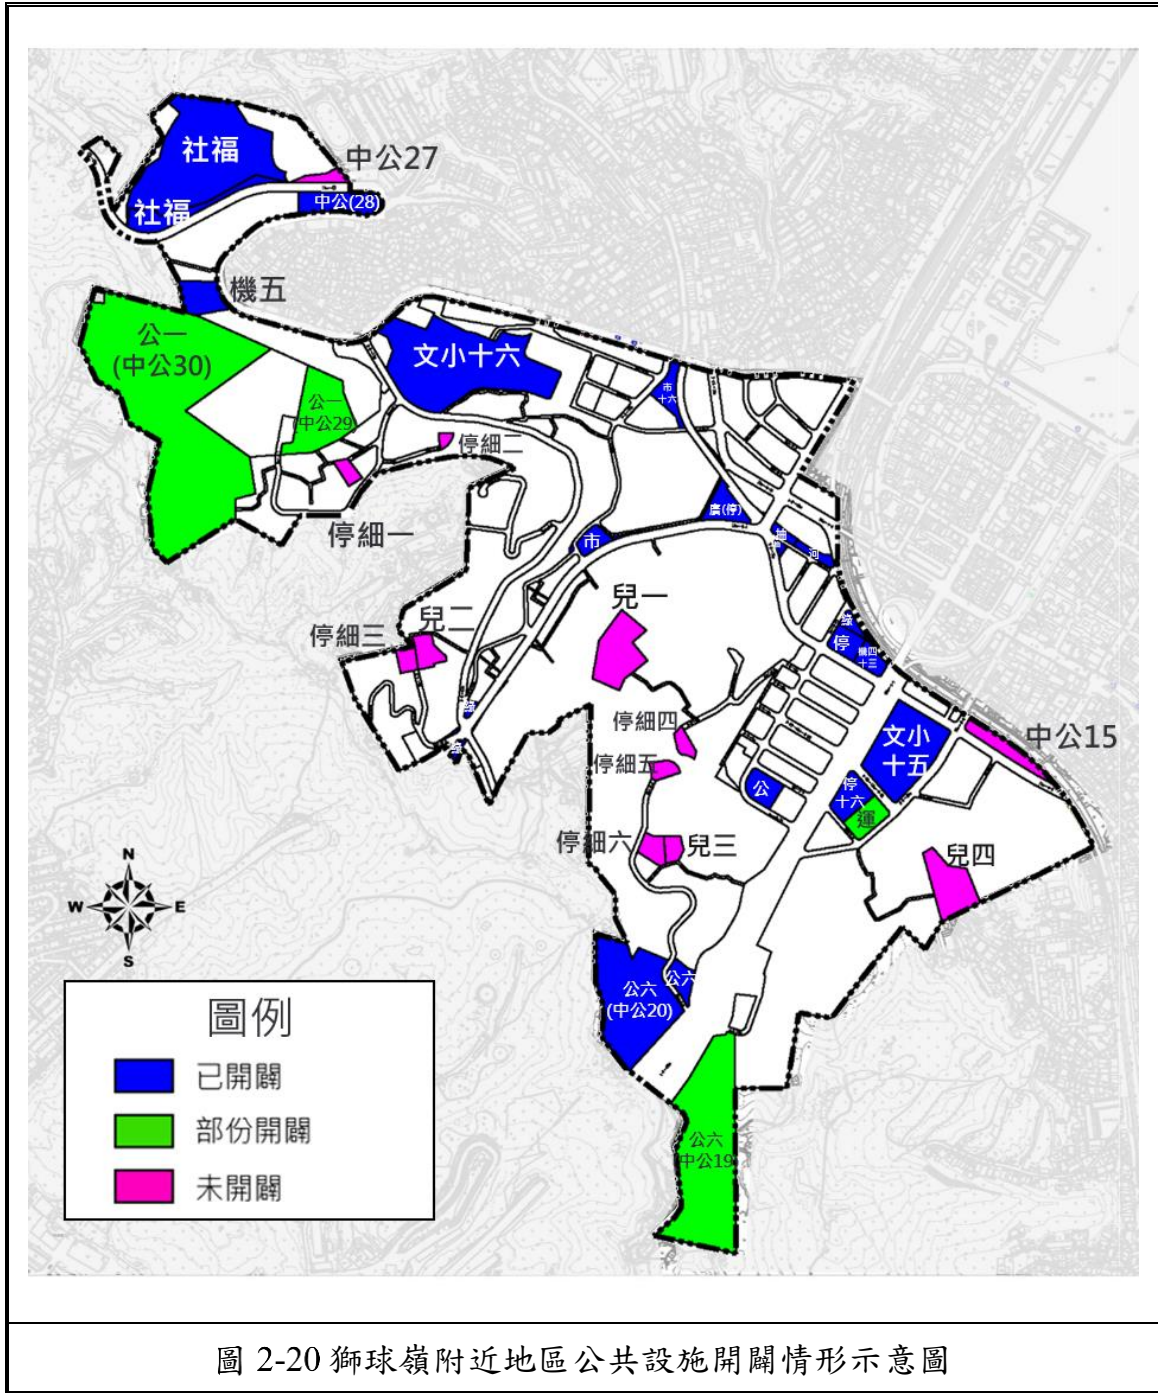 社福
中公27
社福
中公(28)
機五
公一
(中公30)
文小十六
市
十六
公一
中公29
停細二
廣(停)
停細一
市
河
兒一
兒二
停細三
綠
停
機四
十三
綠
停細四
文小
十五
中公15
綠
停細五
公
停
十六
運
停細六
兒三
兒四
N
W
E
S
公六
公六
(中公20)
圖例
已開闢
部份開闢
未開闢
公六
中公19
圖 2-20 獅球嶺附近地區公共設施開闢情形示意圖